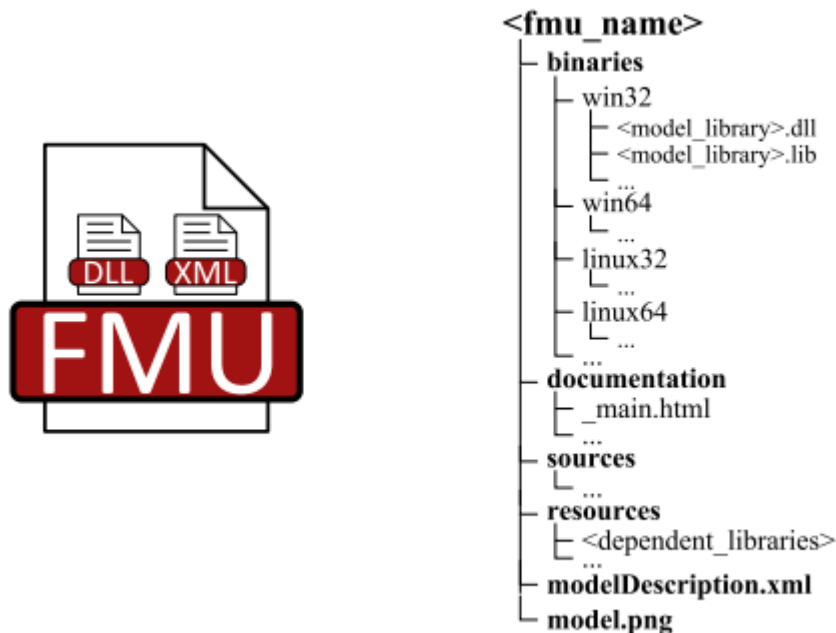 DLL
XML
FMU
<fmu_name>
binaries
win32
<model_library>.dll
<model_library>.lib
...
win64
...
linux32
...
linux64
...
...
documentation
_main.html
...
sources
...
resources
<dependent_libraries>
...
modelDescription.xml
model.png